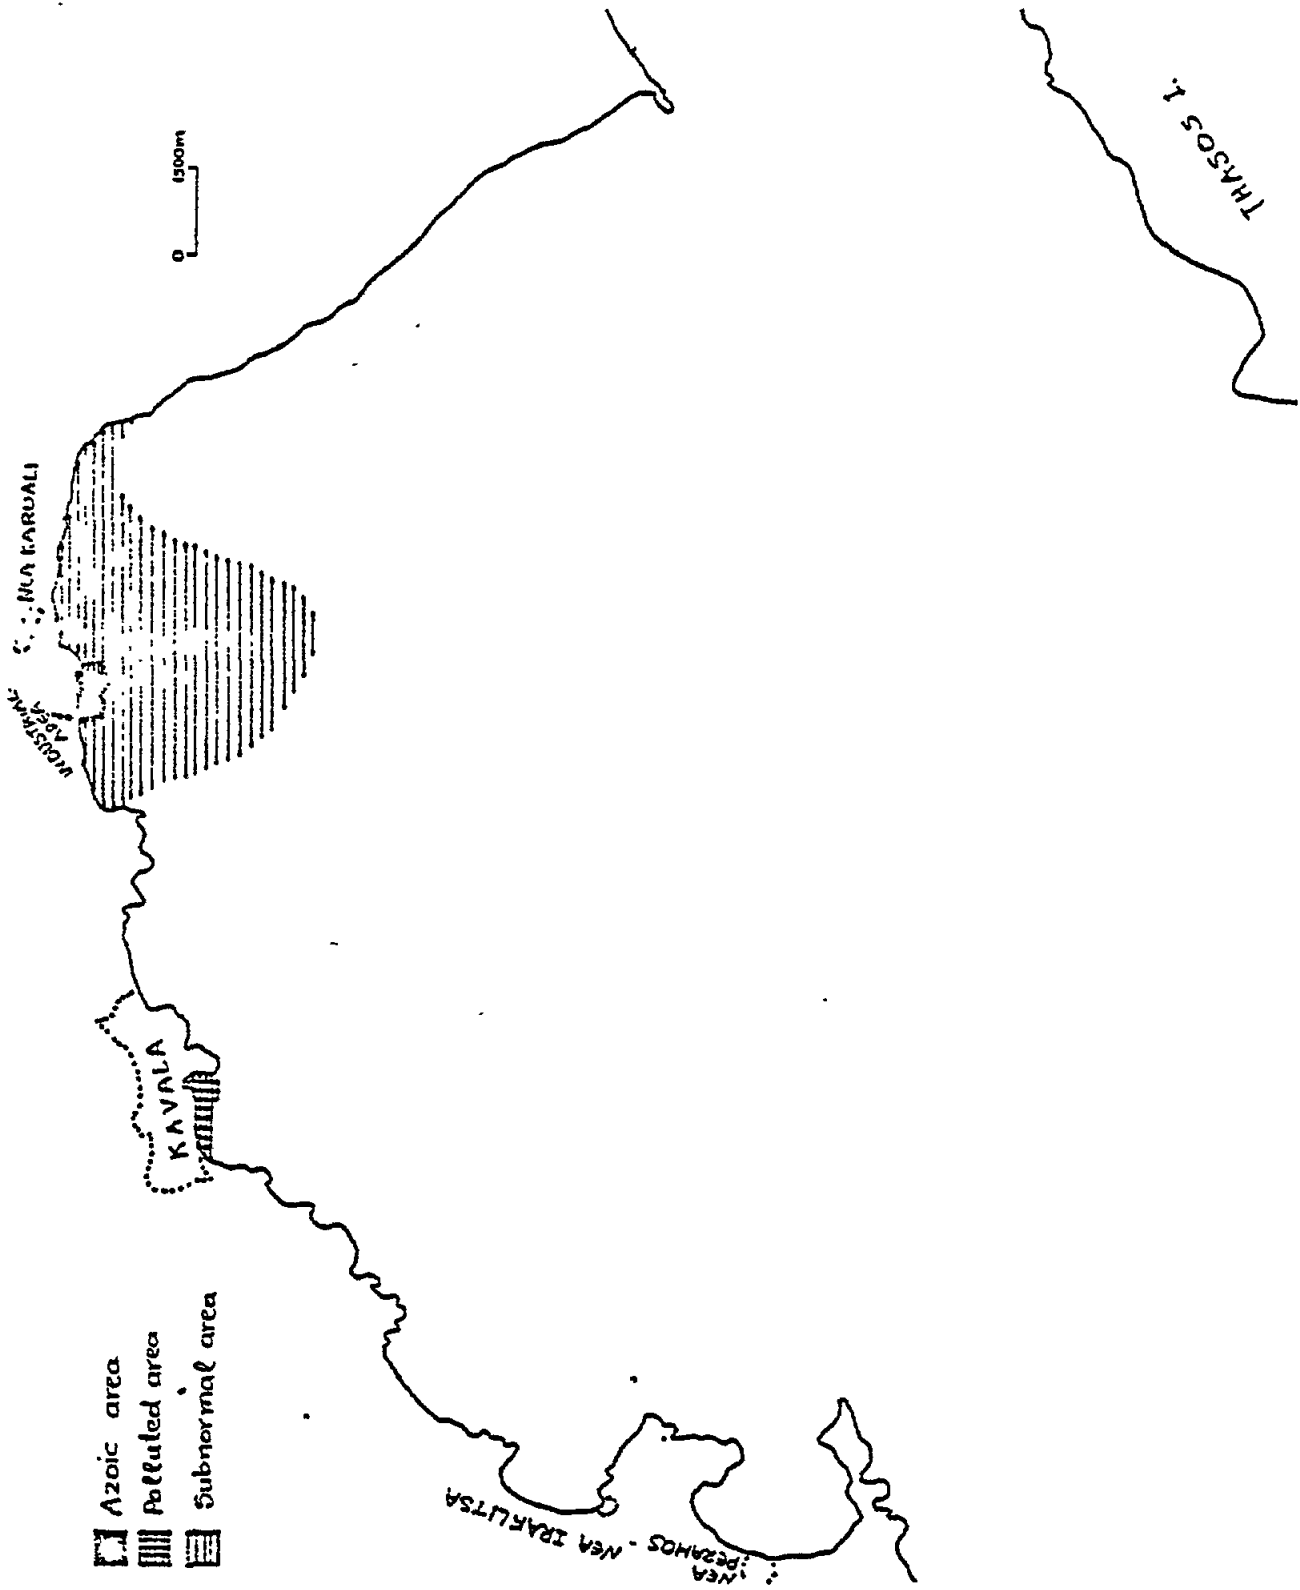 Azoic area
Polluted area
Subnormal area
KAVALA
INDUSTRIAL
AREA
NEA KARVALI
0 1500m
THASOS I.
NEA IRAKLITSA
NEA
PERAMOS -